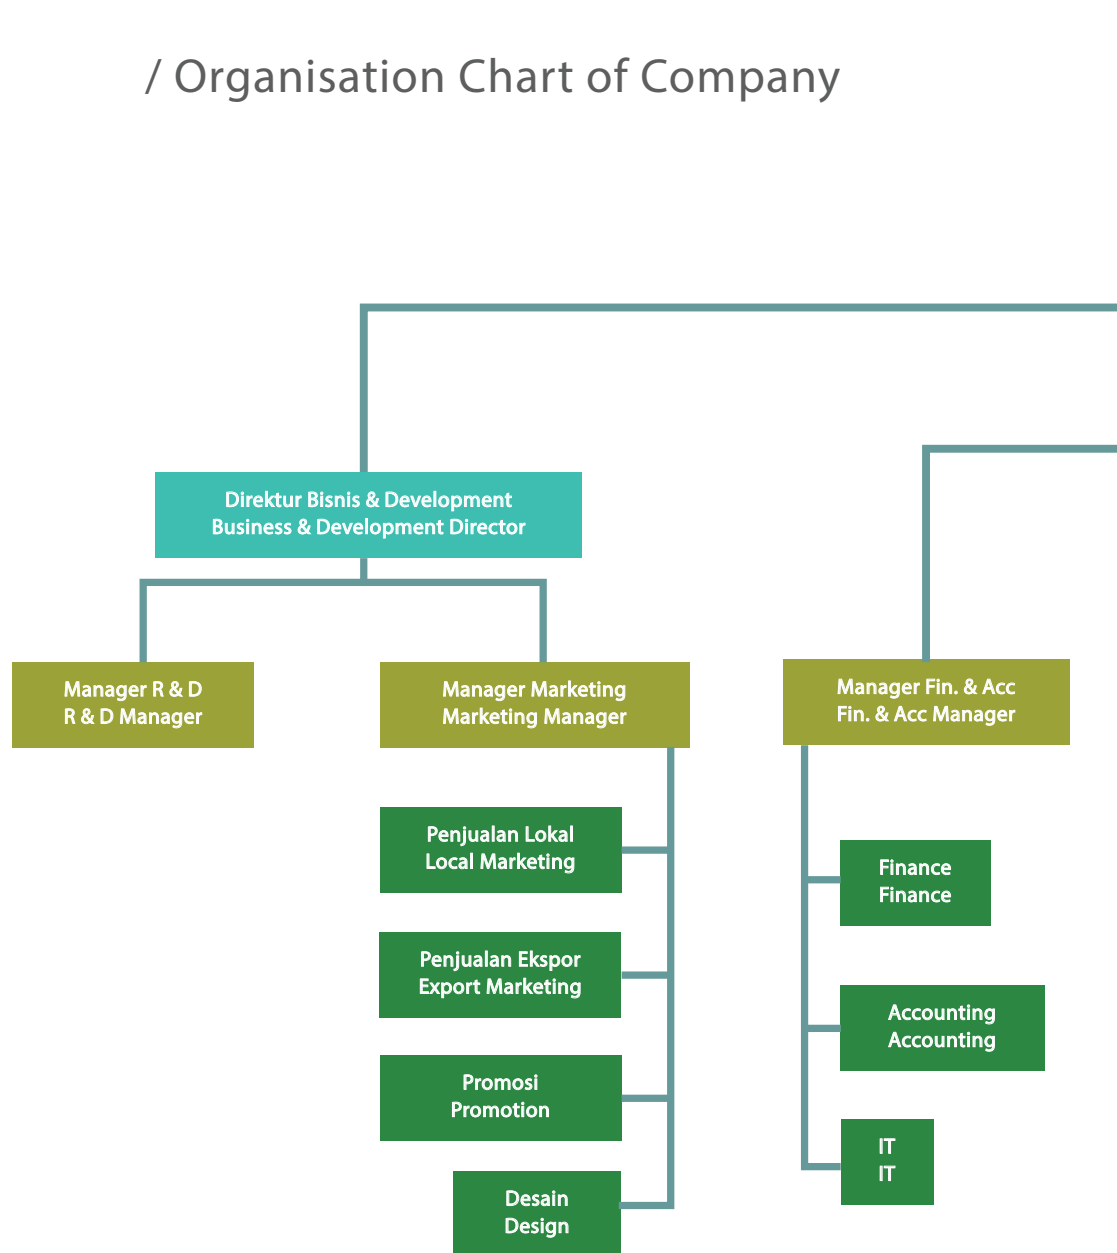 / Organisation Chart of Company
Direktur Bisnis & Development
Business & Development Director
Manager R & D
R & D Manager
Manager Marketing
Marketing Manager
Manager Fin. & Acc
Fin. & Acc Manager
Penjualan Lokal
Local Marketing
Penjualan Ekspor
Export Marketing
Promosi
Promotion
Desain
Design
Finance
Finance
Accounting
Accounting
IT
IT